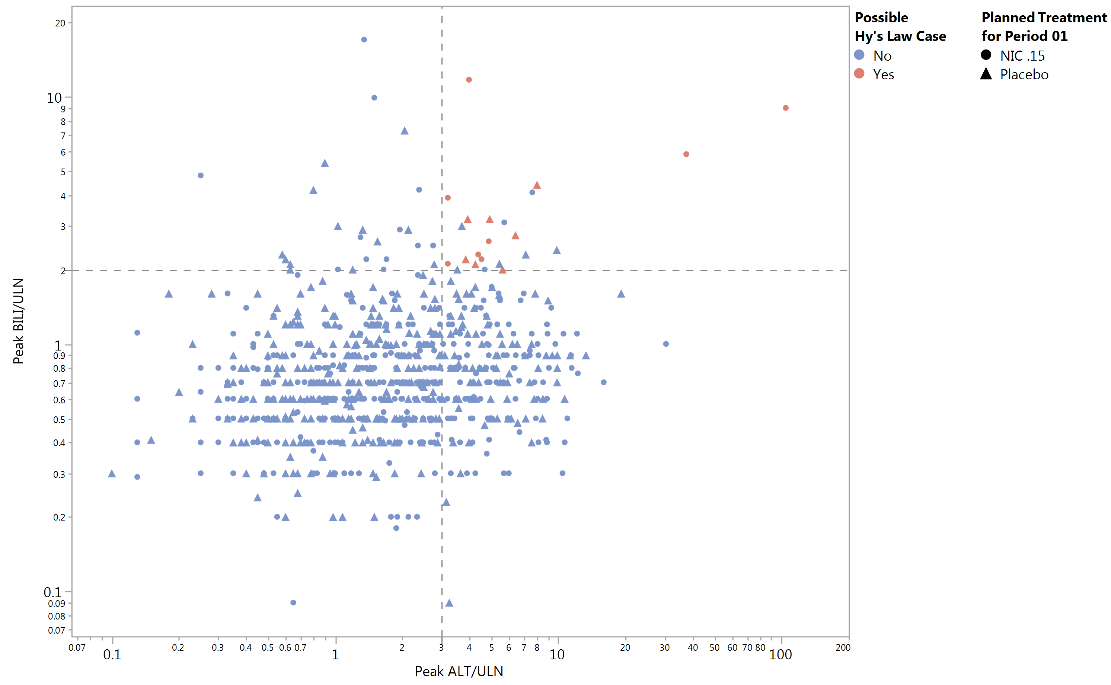 Possible
Hy's Law Case
No
Yes
Planned Treatment
for Period 01
NIC .15
Placebo
Peak BILI/ULN
20
10
9
8
7
6
5
4
3
2
1
0.9
0.8
0.7
0.6
0.5
0.4
0.3
0.2
0.1
0.09
0.08
0.07
0.07 0.1 0.2 0.3 0.4 0.5 0.6 0.7 1 2 3 4 5 6 7 8 10 20 30 40 50 60 70 80 100 200
Peak ALT/ULN